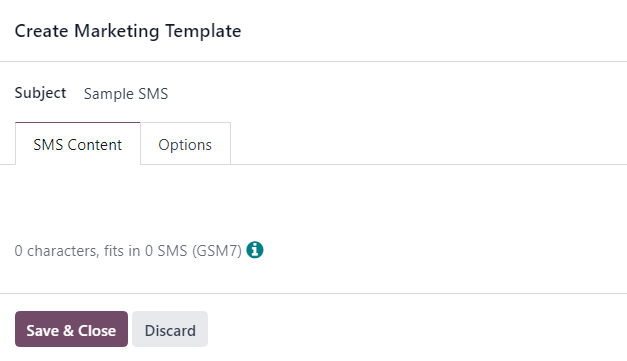 Create Marketing Template
Subject Sample SMS
SMS Content Options
0 characters, fits in 0 SMS (GSM7)
Save & Close Discard